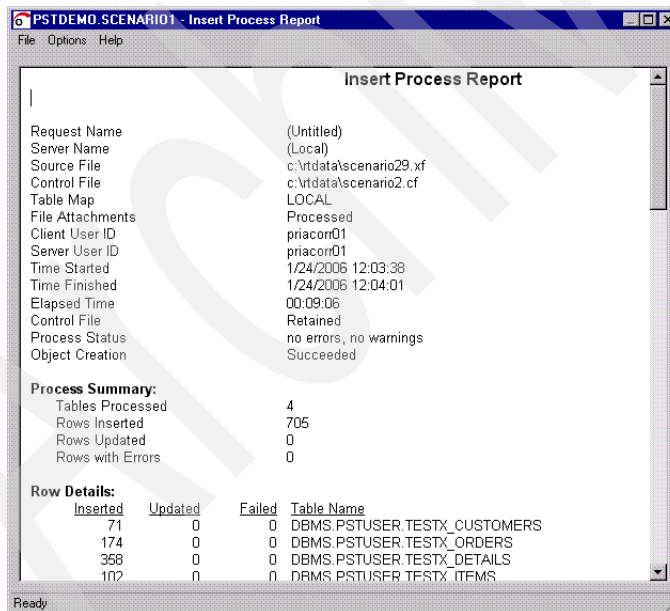 PSTDEMO.SCENARIO1 - Insert Process Report
File Options Help
Insert Process Report
Request Name (Untitled)
Server Name (Local)
Source File c:\rtdata\scenario29.xf
Control File c:\rtdata\scenario2.cf
Table Map LOCAL
File Attachments Processed
Client User ID priacorr01
Server User ID priacorr01
Time Started 1/24/2006 12:03:38
Time Finished 1/24/2006 12:04:01
Elapsed Time 00:09:06
Control File Retained
Process Status no errors, no warnings
Object Creation Succeeded
Process Summary:
Tables Processed 4
Rows Inserted 705
Rows Updated 0
Rows with Errors 0
Row Details:
Inserted Updated Failed Table Name
71 0 0 DBMS.PSTUSER.TESTX_CUSTOMERS
174 0 0 DBMS.PSTUSER.TESTX_ORDERS
358 0 0 DBMS.PSTUSER.TESTX_DETAILS
102 0 0 DBMS.PSTUSER.TESTX_ITEMS
Ready